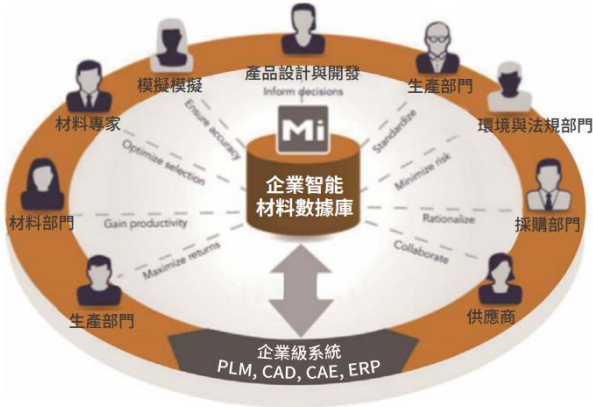 模擬模擬
產品設計與開發
生產部門
Inform decisions
材料專家
Ensure accuracy
Mi
Standardize
環境與法規部門
Optimize selection
企業智能
材料數據庫
Minimize risk
材料部門
Gain productivity
Rationalize
採購部門
Maximize returns
Collaborate
生產部門
供應商
企業級系統
PLM, CAD, CAE, ERP